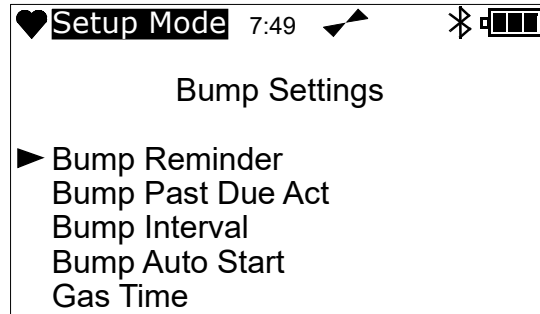 Setup Mode 7:49
Bump Settings
Bump Reminder
Bump Past Due Act
Bump Interval
Bump Auto Start
Gas Time